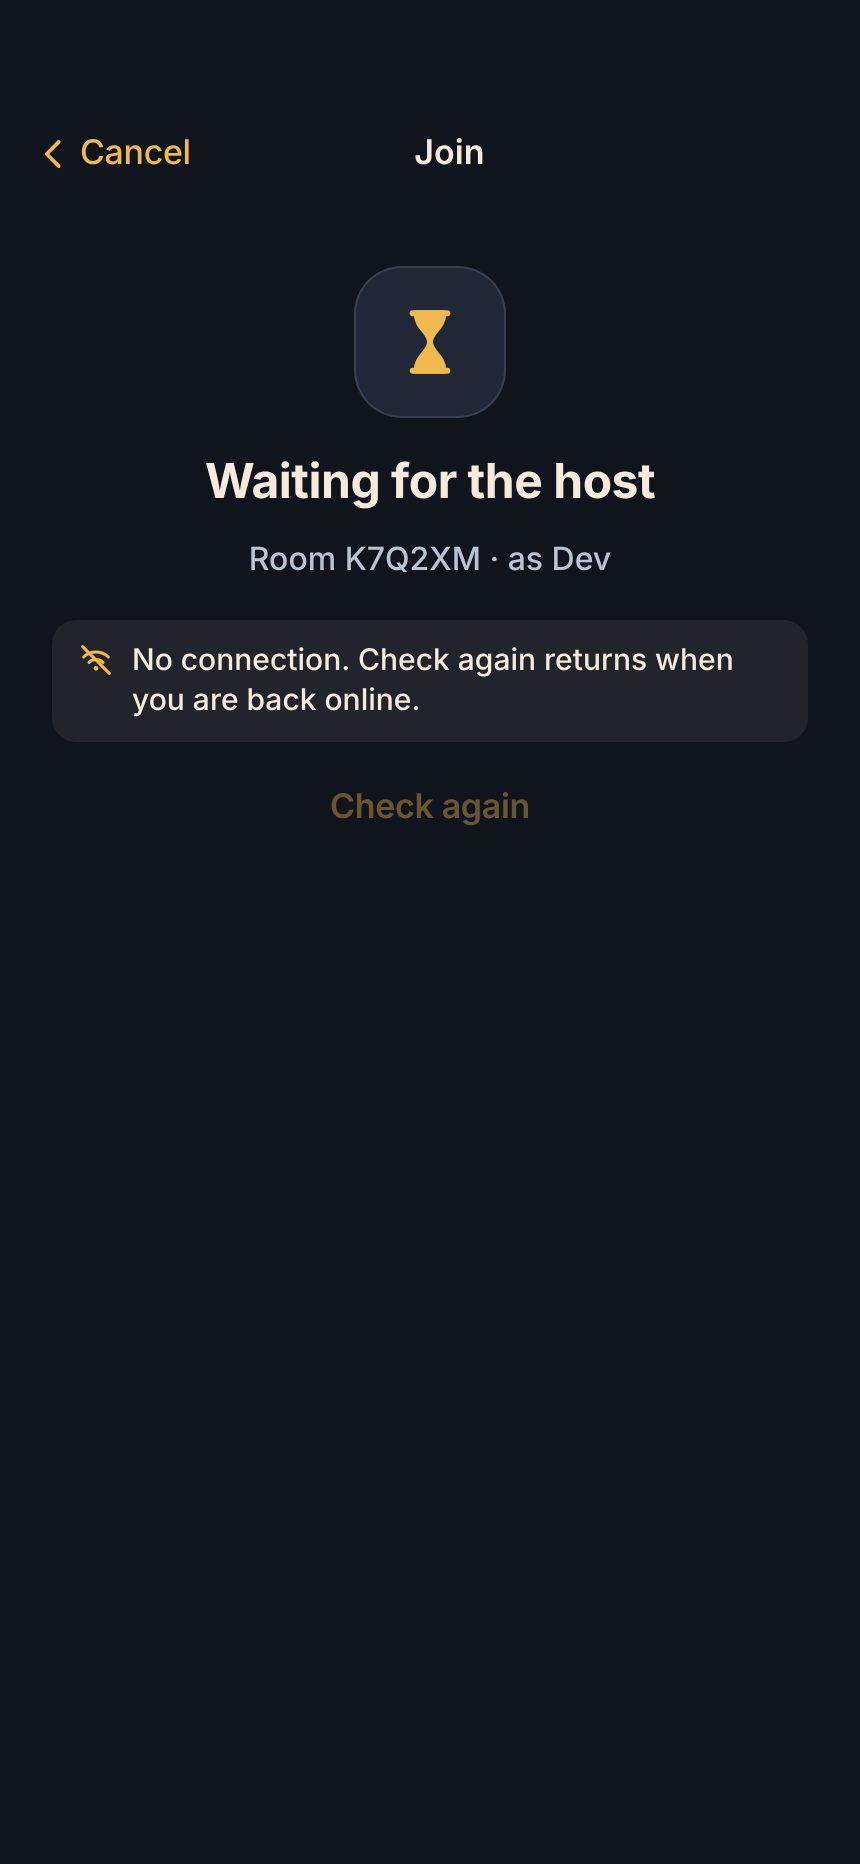 Cancel
Join
Waiting for the host
Room K7Q2XM · as Dev
No connection. Check again returns when
you are back online.
Check again